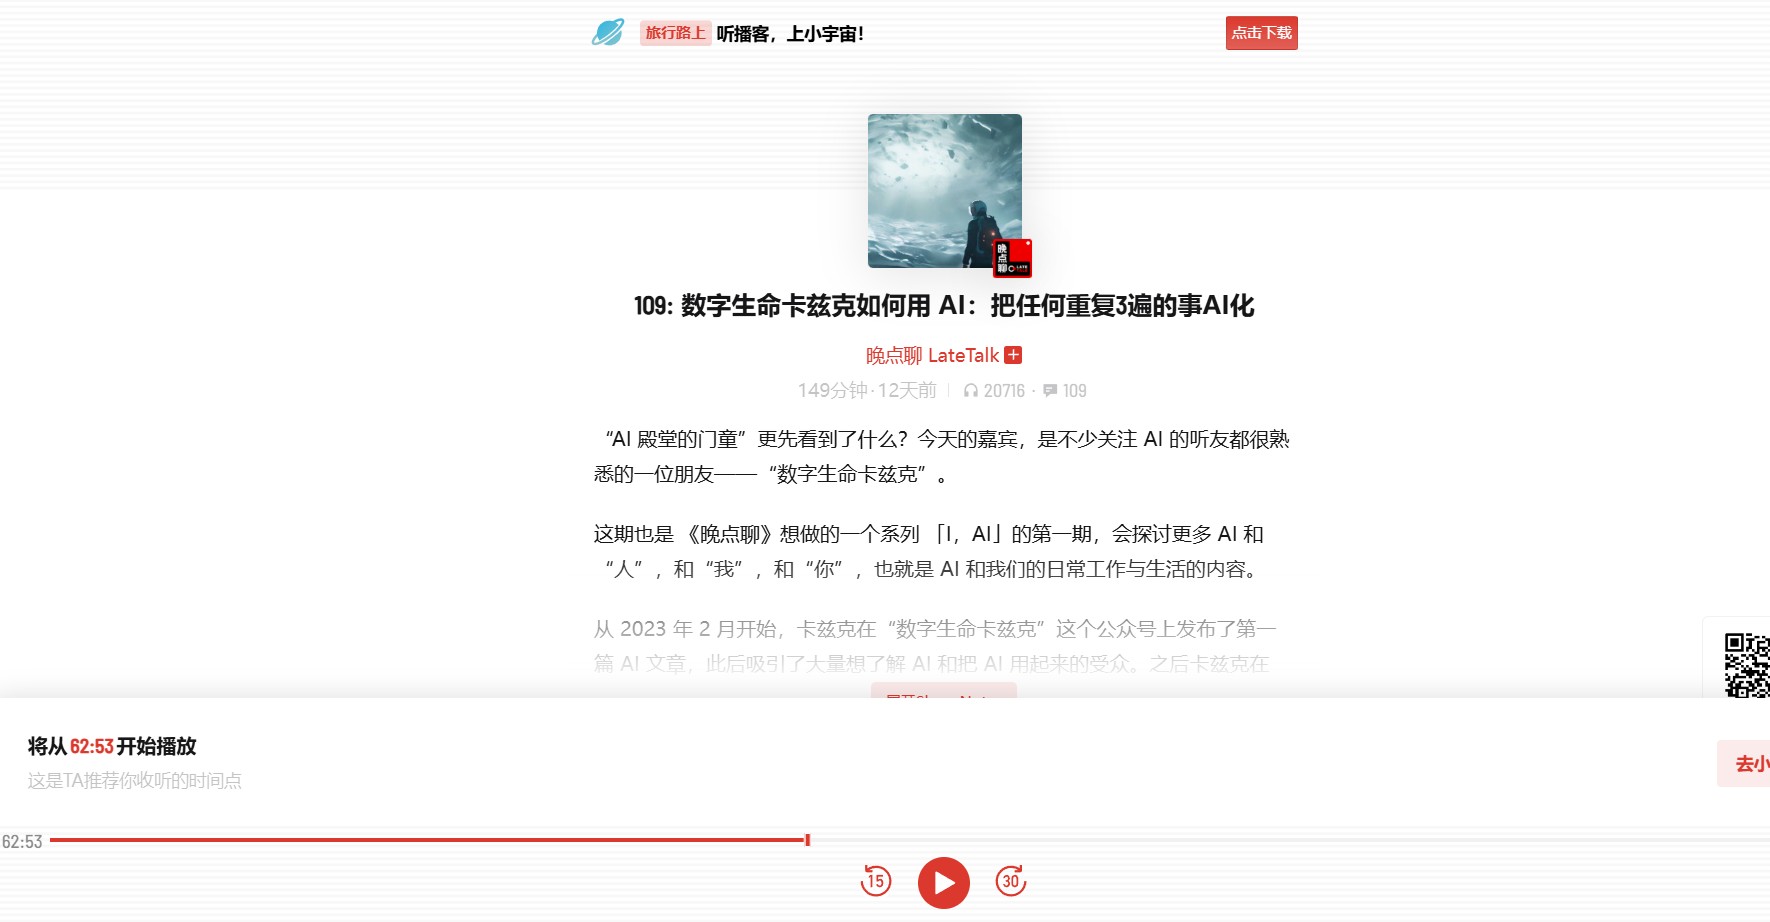 旅行路上 听播客，上小宇宙！
点击下载
晚点聊
LATE
109: 数字生命卡兹克如何用 AI：把任何重复3遍的事AI化
晚点聊 LateTalk
149分钟·12天前 20716 · 109
“AI 殿堂的门童”更先看到了什么？今天的嘉宾，是不少关注 AI 的听友都很熟
悉的一位朋友——“数字生命卡兹克”。
这期也是 《晚点聊》想做的一个系列 「I，AI」的第一期，会探讨更多 AI 和
“人”，和“我”，和“你”，也就是 AI 和我们的日常工作与生活的内容。
从 2023 年 2 月开始，卡兹克在“数字生命卡兹克”这个公众号上发布了第一
篇 AI 文章，此后吸引了大量想了解 AI 和把 AI 用起来的受众。之后卡兹克在
将从62:53开始播放
这是TA推荐你收听的时间点
去小
62:53
15
30